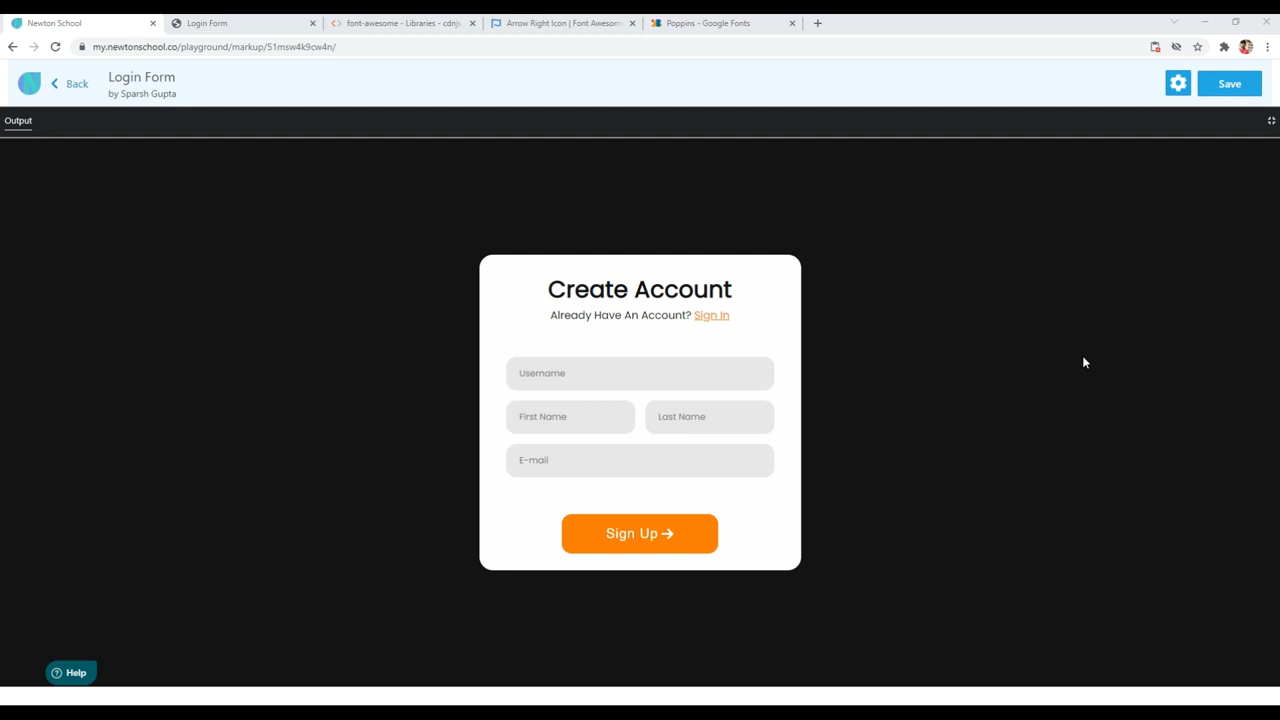 Newton School
Login Form
font-awesome - Libraries - cdnjs
Arrow Right Icon | Font Awesom
Poppins - Google Fonts
my.newtonschool.co/playground/markup/51msw4k9cw4n/
Back
Login Form
by Sparsh Gupta
Save
Output
Create Account
Already Have An Account? Sign In
Username
First Name
Last Name
E-mail
Sign Up
Help